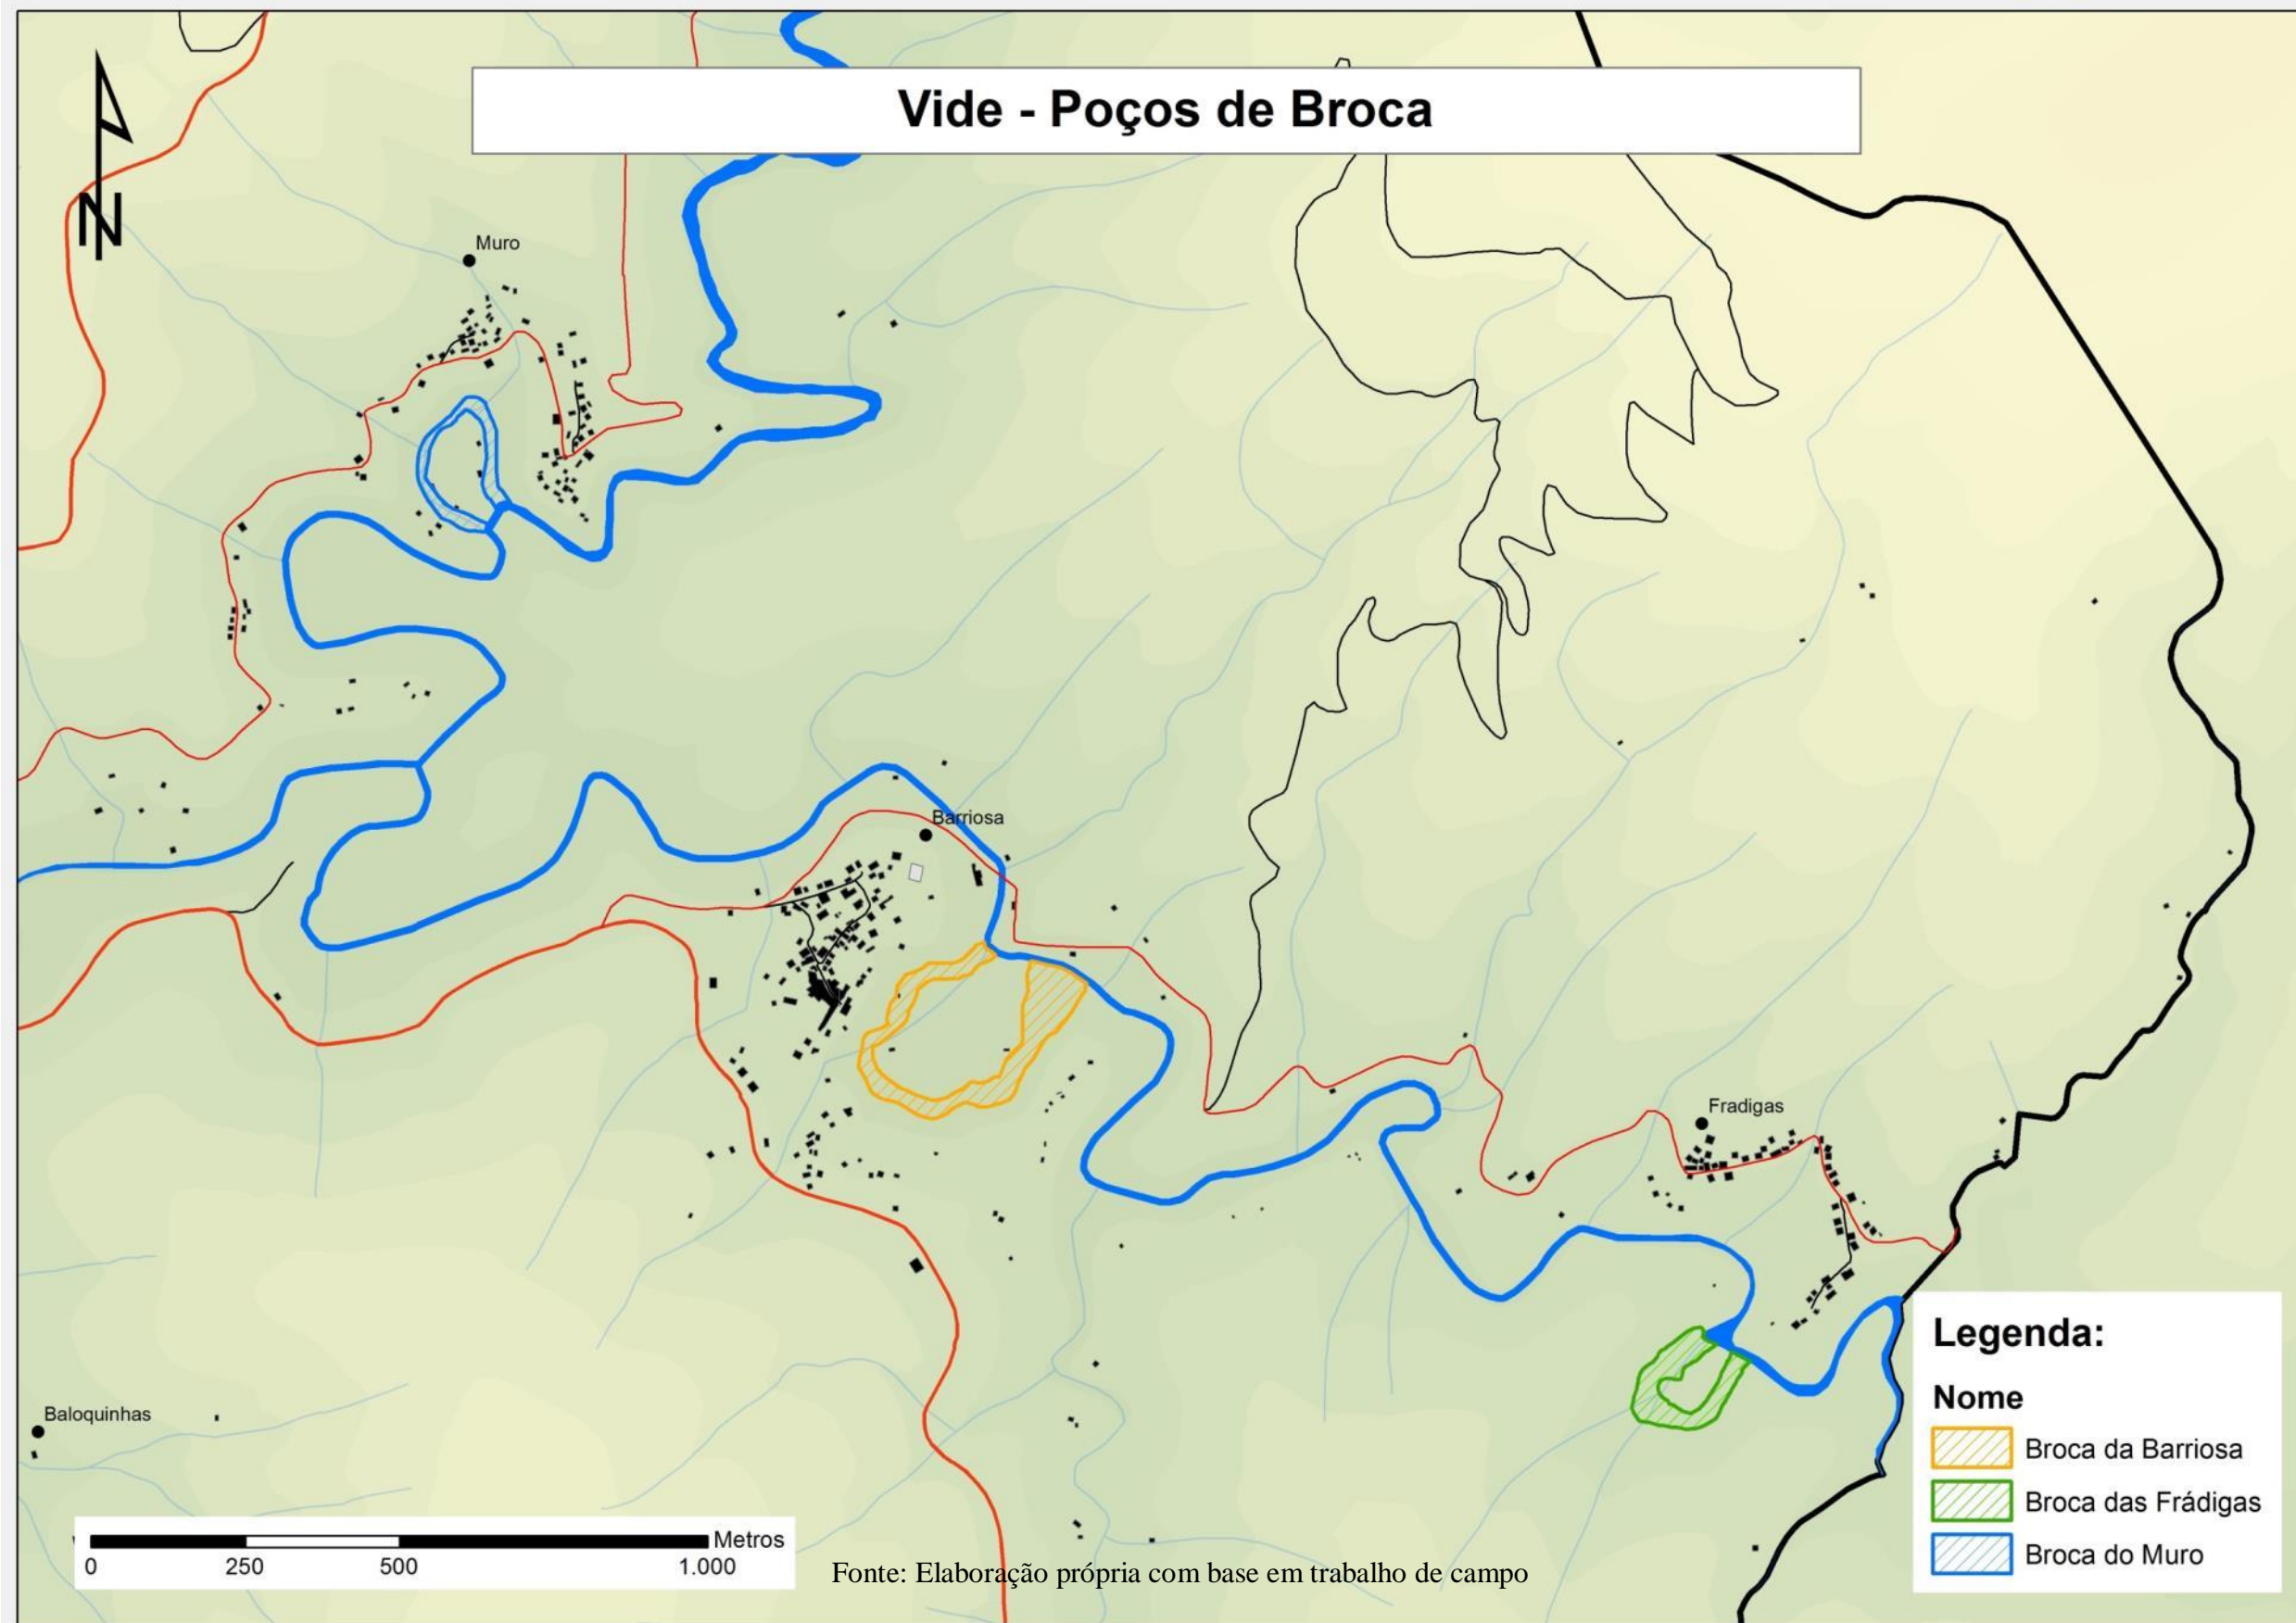 Vide - Poços de Broca
N
Muro
Barriosa
Fradigas
Baloquinhas
Legenda:
Nome
Broca da Barriosa
Broca das Frádigas
Broca do Muro
Metros
0 250 500 1.000
Fonte: Elaboração própria com base em trabalho de campo